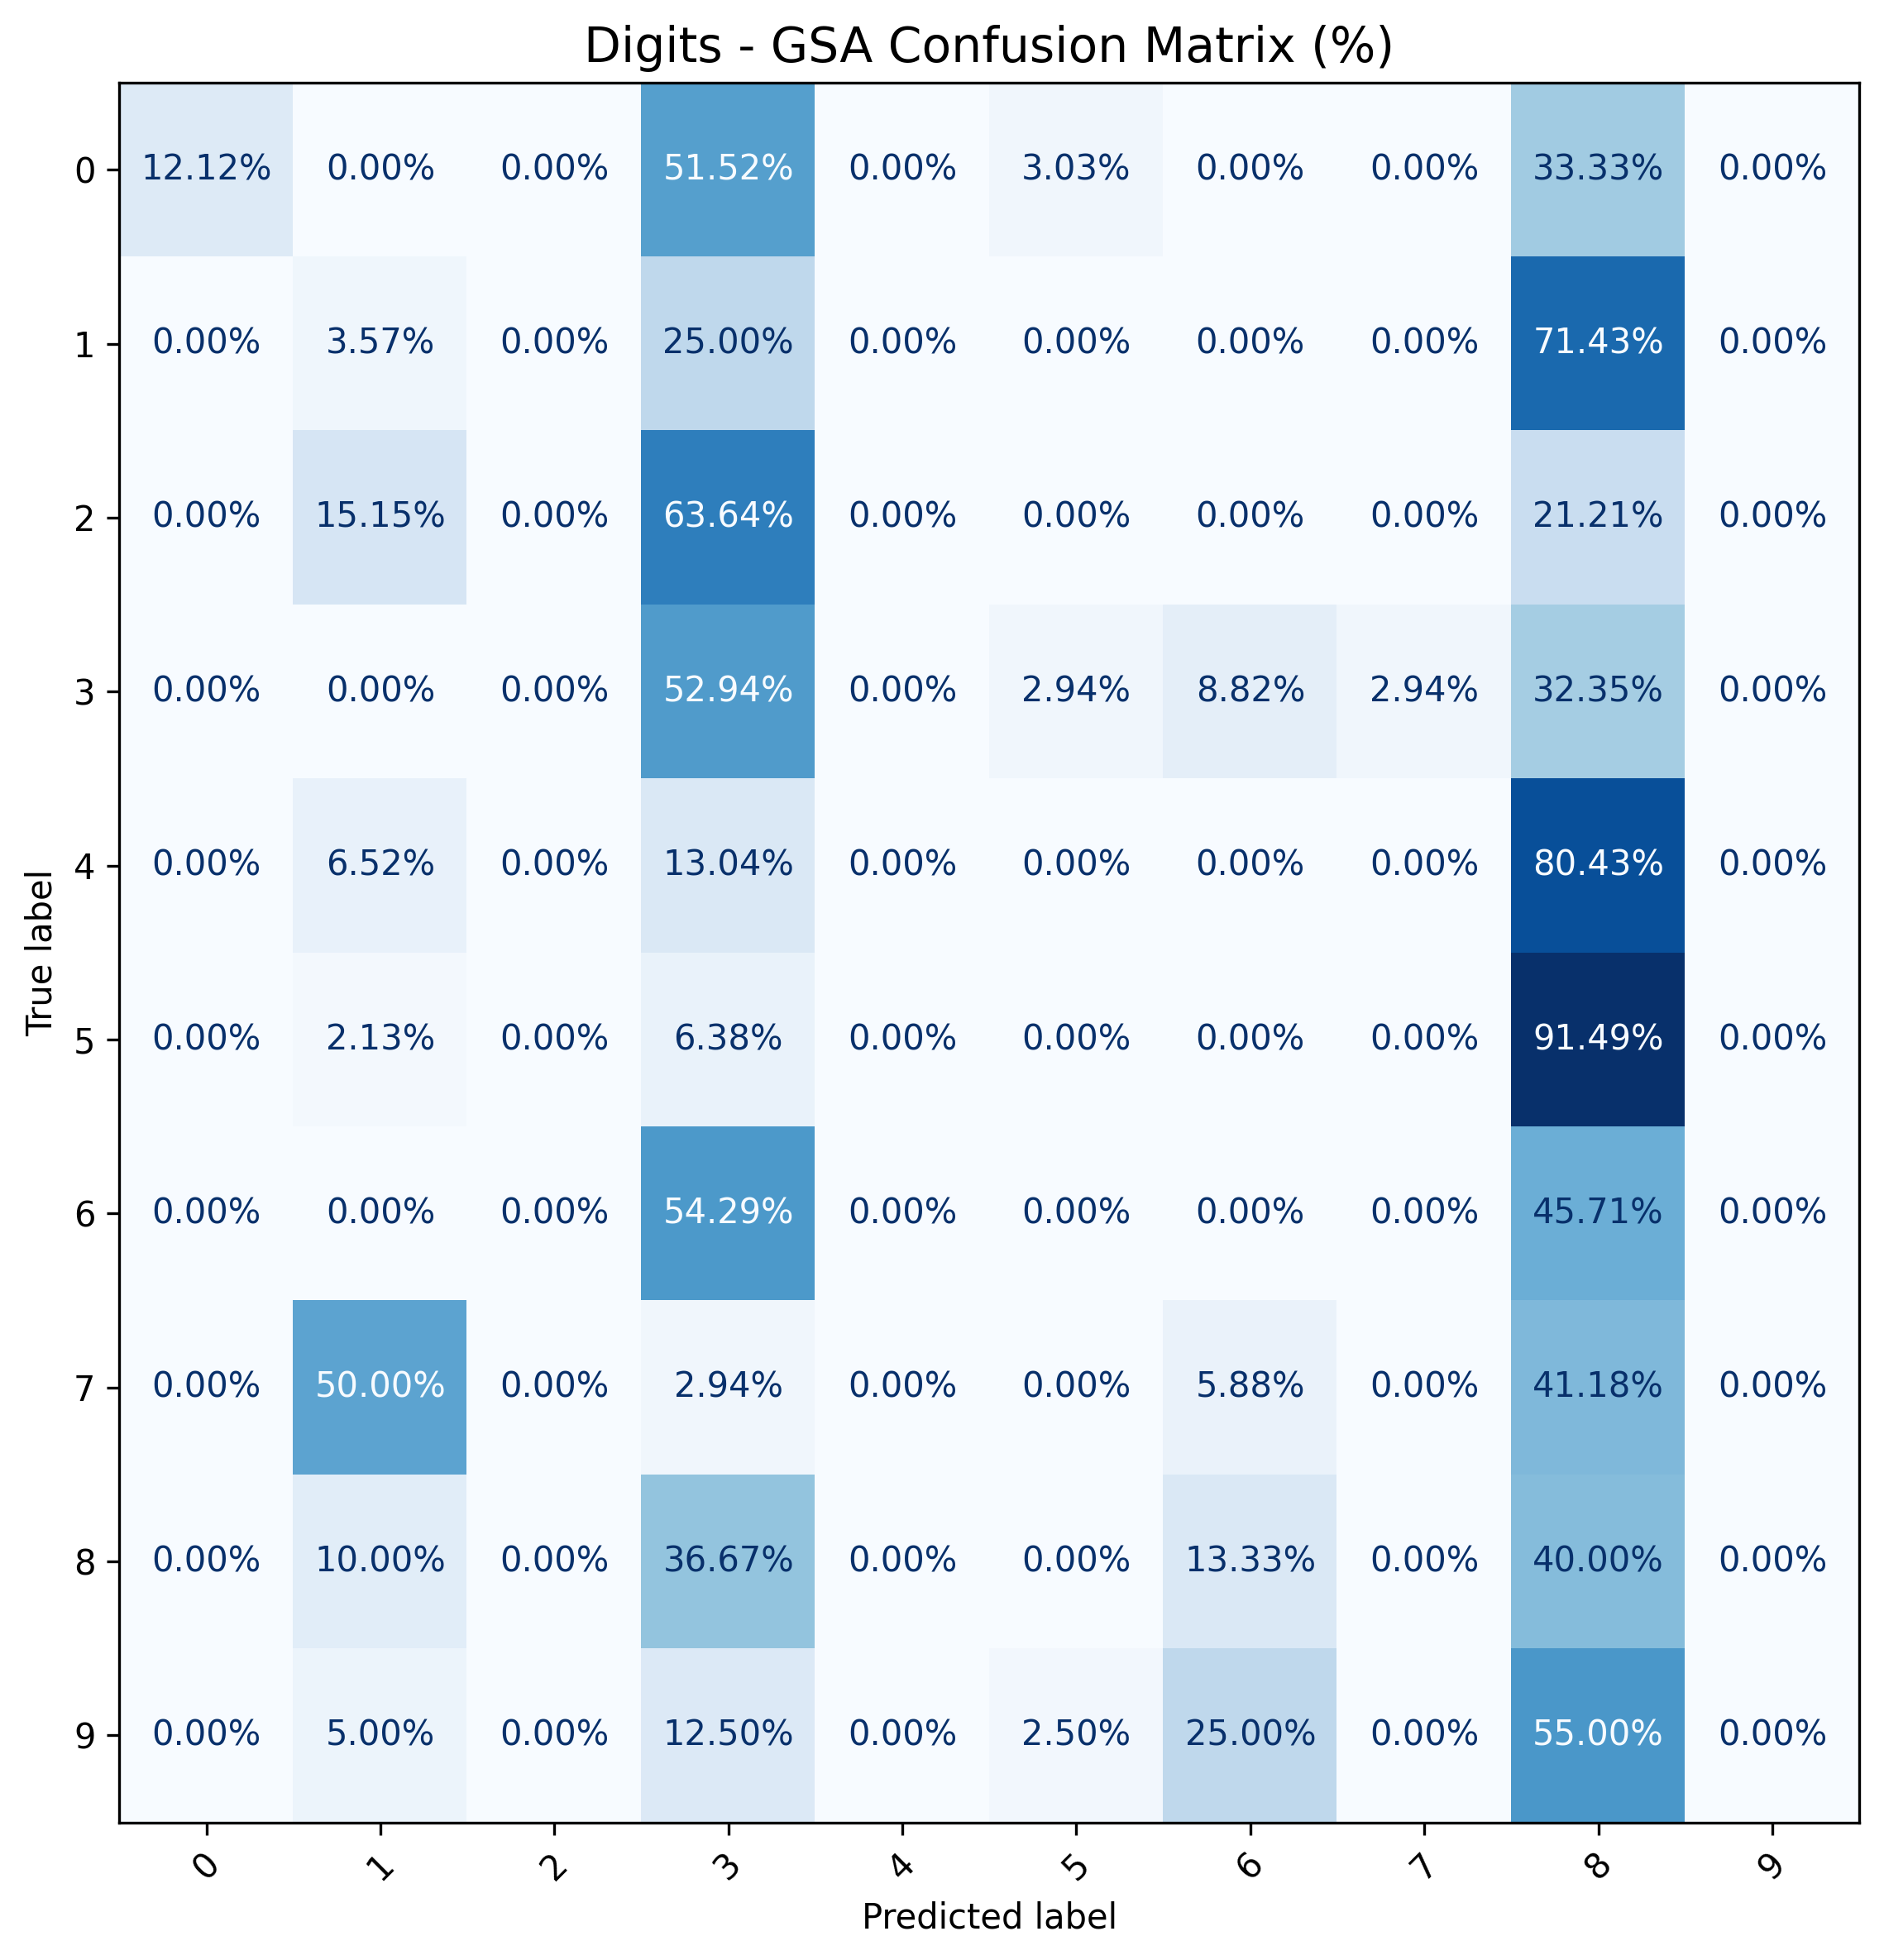 Digits - GSA Confusion Matrix (%)
0 12.12% 0.00% 0.00% 51.52% 0.00% 3.03% 0.00% 0.00% 33.33% 0.00%
1 0.00% 3.57% 0.00% 25.00% 0.00% 0.00% 0.00% 0.00% 71.43% 0.00%
2 0.00% 15.15% 0.00% 63.64% 0.00% 0.00% 0.00% 0.00% 21.21% 0.00%
3 0.00% 0.00% 0.00% 52.94% 0.00% 2.94% 8.82% 2.94% 32.35% 0.00%
4 0.00% 6.52% 0.00% 13.04% 0.00% 0.00% 0.00% 0.00% 80.43% 0.00%
True label
5 0.00% 2.13% 0.00% 6.38% 0.00% 0.00% 0.00% 0.00% 91.49% 0.00%
6 0.00% 0.00% 0.00% 54.29% 0.00% 0.00% 0.00% 0.00% 45.71% 0.00%
7 0.00% 50.00% 0.00% 2.94% 0.00% 0.00% 5.88% 0.00% 41.18% 0.00%
8 0.00% 10.00% 0.00% 36.67% 0.00% 0.00% 13.33% 0.00% 40.00% 0.00%
9 0.00% 5.00% 0.00% 12.50% 0.00% 2.50% 25.00% 0.00% 55.00% 0.00%
0 1 2 3 4 5 6 7 8 9
Predicted label